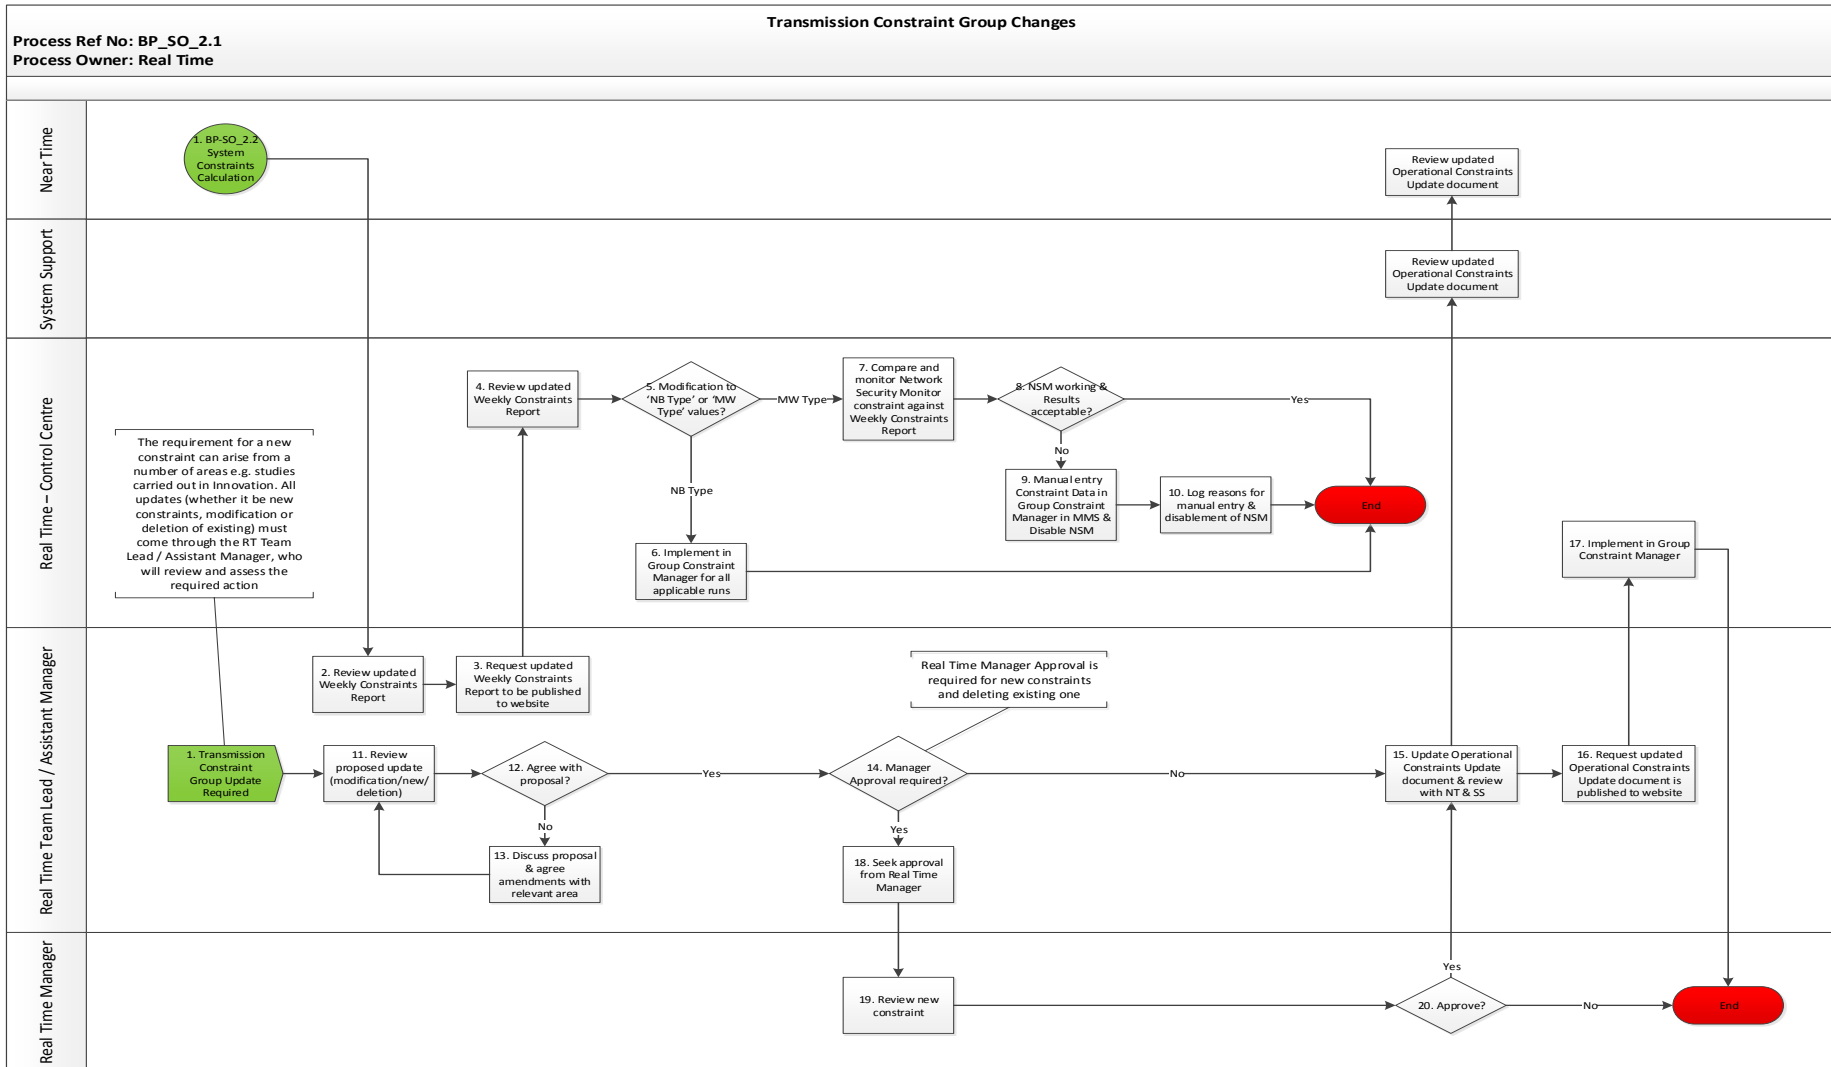 Transmission Constraint Group Changes
Process Ref No: BP_SO_2.1
Process Owner: Real Time
Near Time
1. BP-SO_2.2
System
Constraints
Calculation
Review updated
Operational Constraints
Update document
System Support
Review updated
Operational Constraints
Update document
Real Time – Control Centre
The requirement for a new
constraint can arise from a
number of areas e.g. studies
carried out in Innovation. All
updates (whether it be new
constraints, modification or
deletion of existing) must
come through the RT Team
Lead / Assistant Manager, who
will review and assess the
required action
4. Review updated
Weekly Constraints
Report
5. Modification to
‘NB Type’ or ‘MW
Type’ values?
MW Type
NB Type
6. Implement in
Group Constraint
Manager for all
applicable runs
7. Compare and
monitor Network
Security Monitor
constraint against
Weekly Constraints
Report
8. NSM working &
Results
acceptable?
Yes
No
9. Manual entry
Constraint Data in
Group Constraint
Manager in MMS &
Disable NSM
10. Log reasons for
manual entry &
disablement of NSM
End
17. Implement in Group
Constraint Manager
Real Time Team Lead / Assistant Manager
2. Review updated
Weekly Constraints
Report
3. Request updated
Weekly Constraints
Report to be published
to website
Real Time Manager Approval is
required for new constraints
and deleting existing one
1. Transmission
Constraint
Group Update
Required
11. Review
proposed update
(modification/new/
deletion)
12. Agree with
proposal?
Yes
No
13. Discuss proposal
& agree
amendments with
relevant area
14. Manager
Approval required?
No
Yes
18. Seek approval
from Real Time
Manager
15. Update Operational
Constraints Update
document & review
with NT & SS
16. Request updated
Operational Constraints
Update document is
published to website
Real Time Manager
19. Review new
constraint
Yes
20. Approve?
No
End